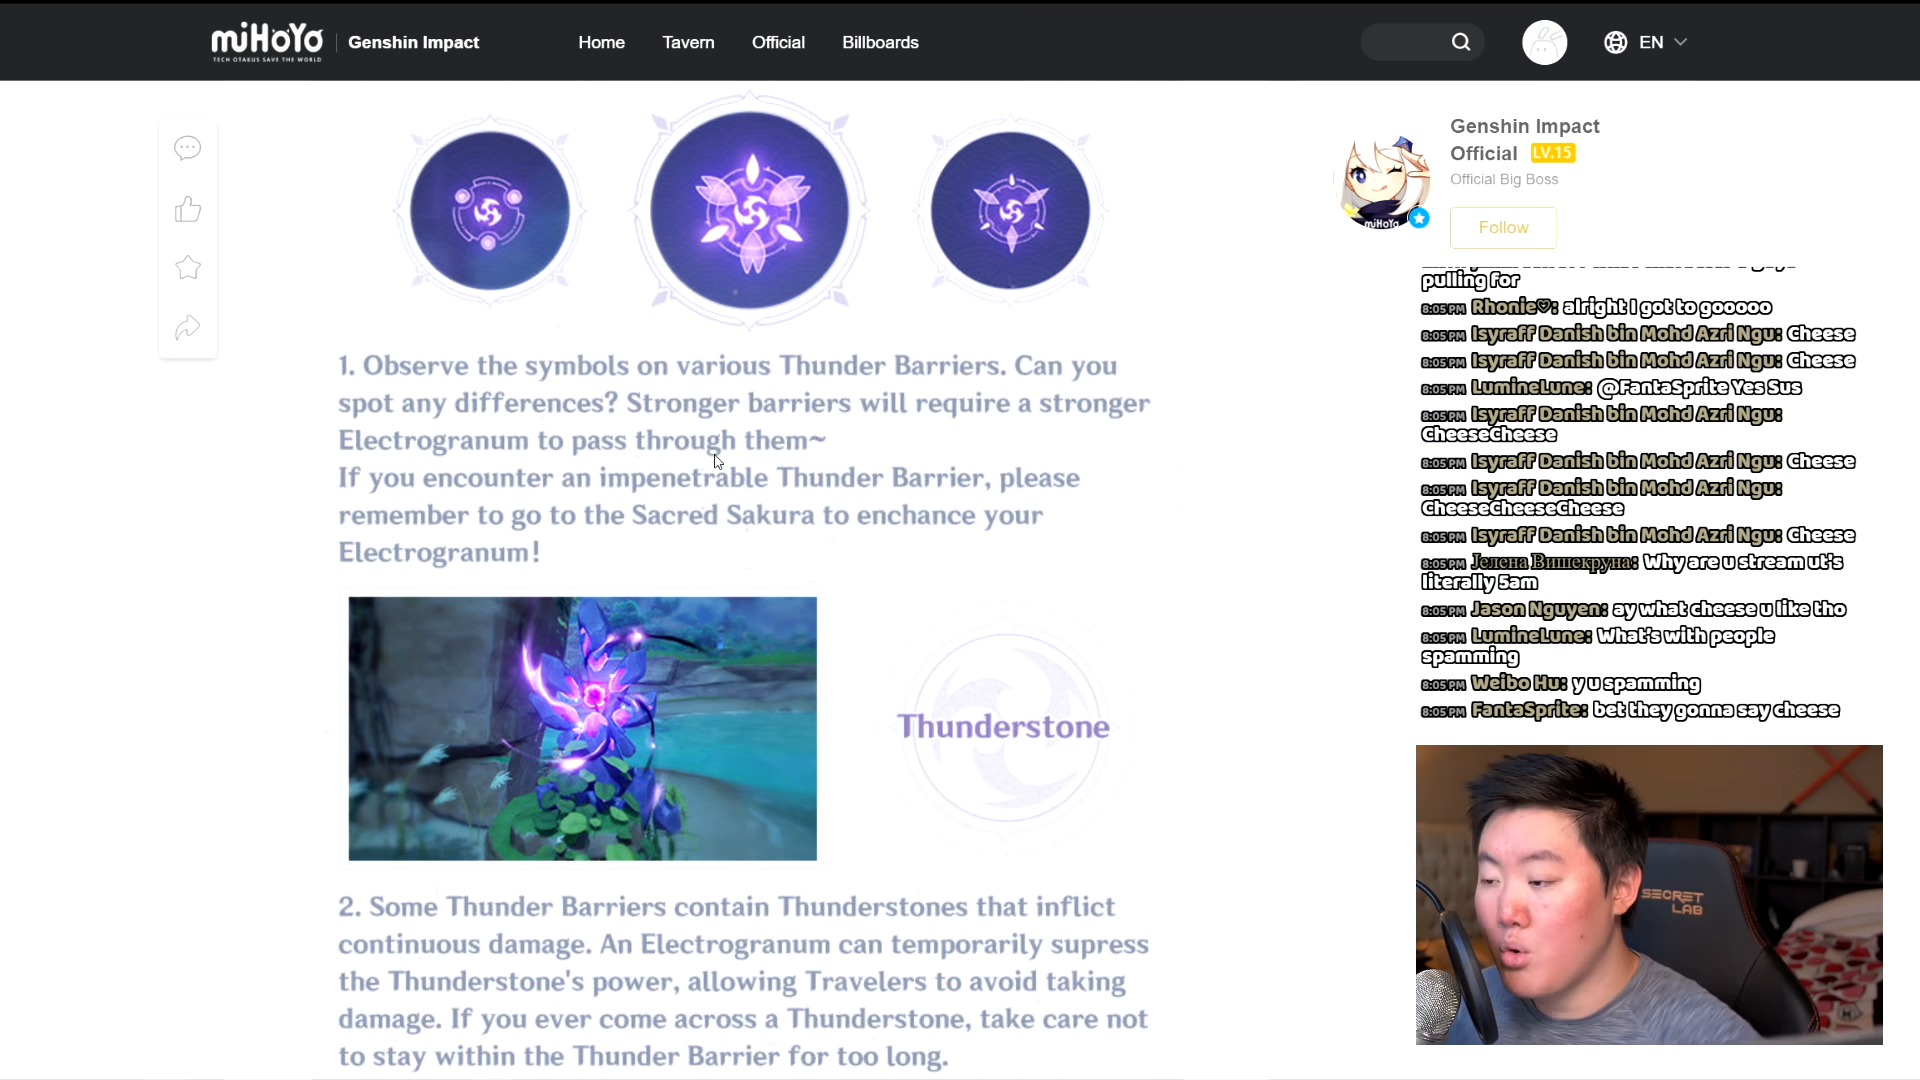 miHoYo
TECH OTAKUS SAVE THE WORLD
Genshin Impact
Home
Tavern
Official
Billboards
EN
Genshin Impact
Official LV.15
Official Big Boss
miHoYo
Follow
1. Observe the symbols on various Thunder Barriers. Can you
spot any differences? Stronger barriers will require a stronger
Electrogranum to pass through them~
If you encounter an impenetrable Thunder Barrier, please
remember to go to the Sacred Sakura to enchance your
Electrogranum!
Thunderstone
2. Some Thunder Barriers contain Thunderstones that inflict
continuous damage. An Electrogranum can temporarily supress
the Thunderstone's power, allowing Travelers to avoid taking
damage. If you ever come across a Thunderstone, take care not
to stay within the Thunder Barrier for too long.
pulling for
8:05 PM Rhonie♡: alright I got to gooooo
8:05 PM Isyraff Danish bin Mohd Azri Ngu: Cheese
8:05 PM Isyraff Danish bin Mohd Azri Ngu: Cheese
8:05 PM LumineLune: @FantaSprite Yes Sus
8:05 PM Isyraff Danish bin Mohd Azri Ngu:
CheeseCheese
8:05 PM Isyraff Danish bin Mohd Azri Ngu: Cheese
8:05 PM Isyraff Danish bin Mohd Azri Ngu:
CheeseCheeseCheese
8:05 PM Isyraff Danish bin Mohd Azri Ngu: Cheese
8:05 PM Јелена Вишекруна: Why are u stream ut's
literally 5am
8:05 PM Jason Nguyen: ay what cheese u like tho
8:05 PM LumineLune: What's with people
spamming
8:05 PM Weibo Hu: y u spamming
8:05 PM FantaSprite: bet they gonna say cheese
SECRET
LAB